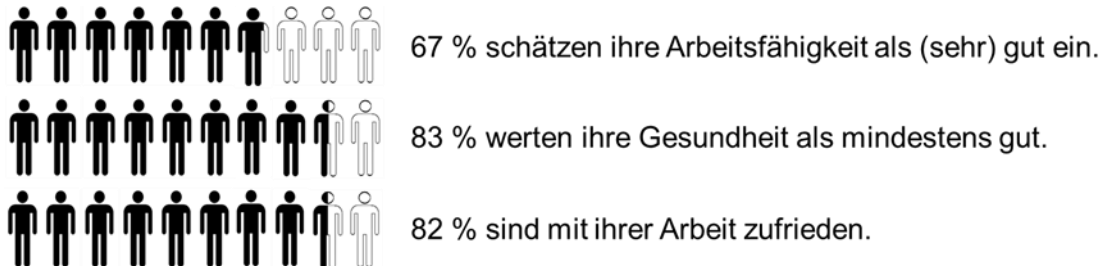 67 % schätzen ihre Arbeitsfähigkeit als (sehr) gut ein.
83 % werten ihre Gesundheit als mindestens gut.
82 % sind mit ihrer Arbeit zufrieden.